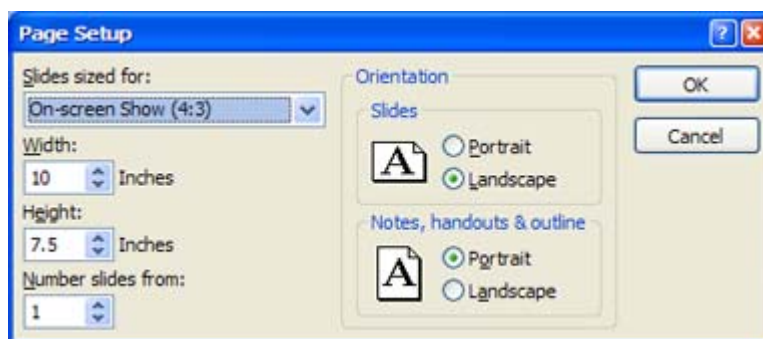 Page Setup
Slides sized for:
On-screen Show (4:3)
Width:
10 Inches
Height:
7.5 Inches
Number slides from:
1
Orientation
Slides
A
Portrait
Landscape
Notes, handouts & outline
A
Portrait
Landscape
OK
Cancel